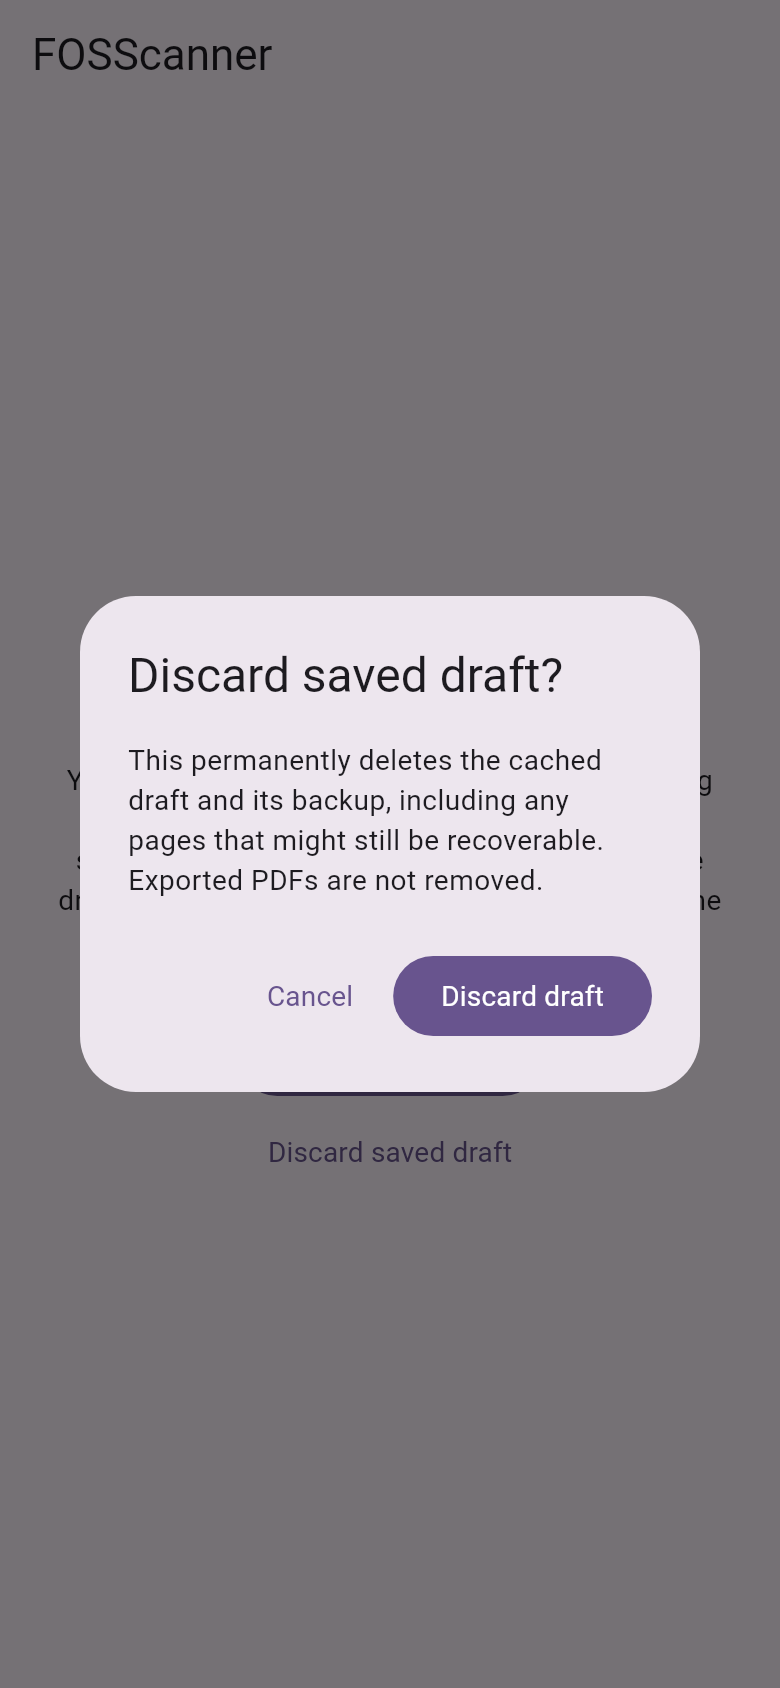 FOSScanner
Discard saved draft?
This permanently deletes the cached
draft and its backup, including any
pages that might still be recoverable.
Exported PDFs are not removed.
Cancel
Discard draft
Discard saved draft